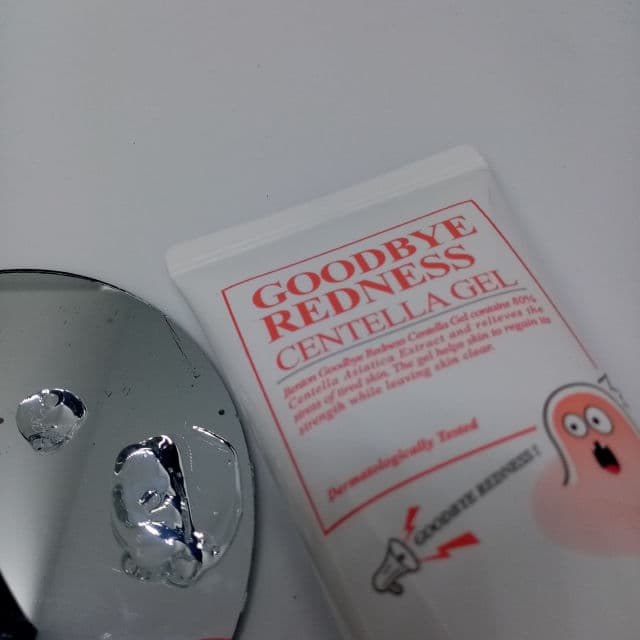 GOODBYE
REDNESS
CENTELLA GEL
Benton Goodbye Redness Centella Gel contains 80%
Centella Asiatica Extract and relieves the
stress of tired skin. The gel helps skin to regain its
strength while leaving skin clear.
Dermatologically Tested
GOODBYE REDNESS!